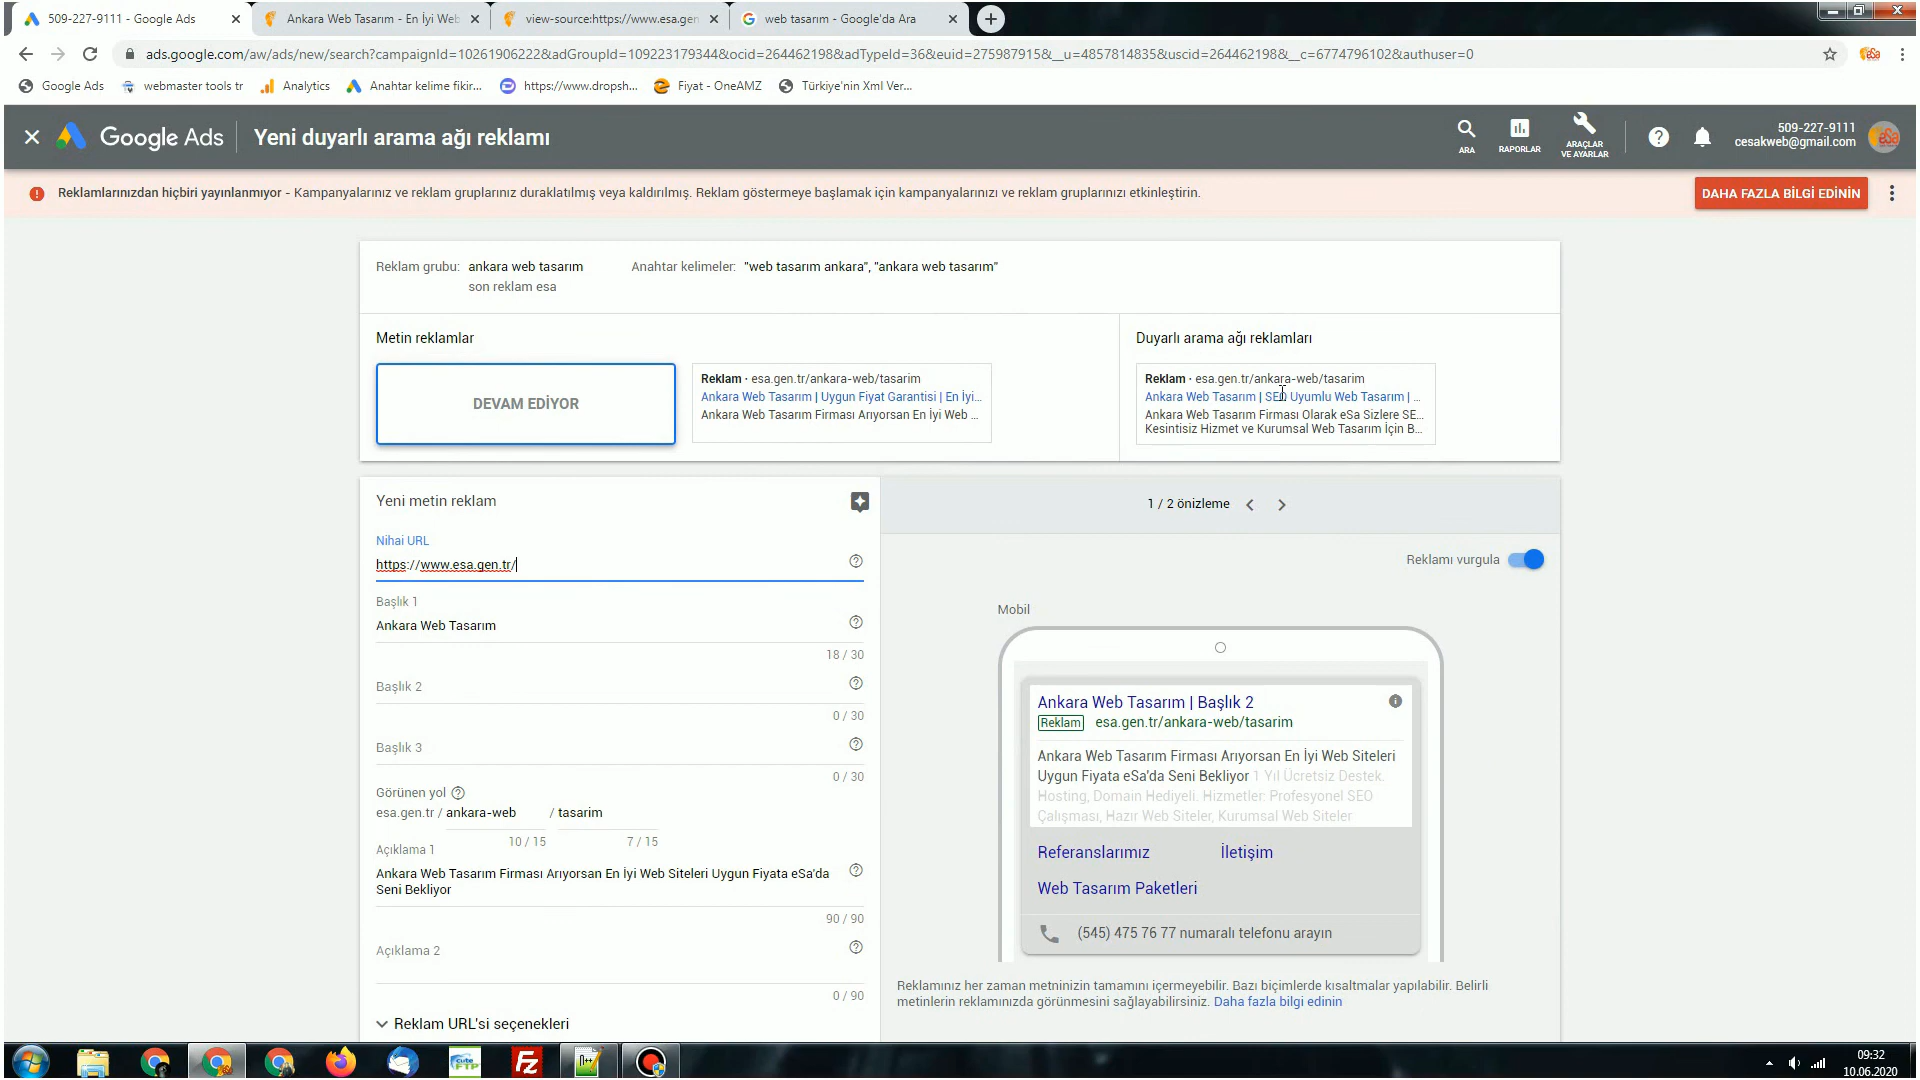 509-227-9111 - Google Ads
Ankara Web Tasarım - En İyi Web
view-source:https://www.esa.gen
web tasarım - Google'da Ara
ads.google.com/aw/ads/new/search?campaignId=10261906222&adGroupId=109223179344&ocid=264462198&adTypeId=36&euid=275987915&__u=4857814835&uscid=264462198&__c=6774796102&authuser=0
Google Ads
webmaster tools tr
Analytics
Anahtar kelime fikir...
https://www.dropsh...
Fiyat - OneAMZ
Türkiye'nin Xml Ver...
Google Ads
Yeni duyarlı arama ağı reklamı
ARA
RAPORLAR
ARAÇLAR
VE AYARLAR
509-227-9111
cesakweb@gmail.com
Reklamlarınızdan hiçbiri yayınlanmıyor - Kampanyalarınız ve reklam gruplarınız duraklatılmış veya kaldırılmış. Reklam göstermeye başlamak için kampanyalarınızı ve reklam gruplarınızı etkinleştirin.
DAHA FAZLA BİLGİ EDİNİN
Reklam grubu: ankara web tasarım
son reklam esa
Anahtar kelimeler: "web tasarım ankara", "ankara web tasarım"
Metin reklamlar
DEVAM EDİYOR
Reklam · esa.gen.tr/ankara-web/tasarim
Ankara Web Tasarım | Uygun Fiyat Garantisi | En İyi...
Ankara Web Tasarım Firması Arıyorsan En İyi Web ...
Duyarlı arama ağı reklamları
Reklam · esa.gen.tr/ankara-web/tasarim
Ankara Web Tasarım | SEO Uyumlu Web Tasarım | ...
Ankara Web Tasarım Firması Olarak eSa Sizlere SE...
Kesintisiz Hizmet ve Kurumsal Web Tasarım İçin B...
Yeni metin reklam
Nihai URL
https://www.esa.gen.tr/
Başlık 1
Ankara Web Tasarım
18 / 30
Başlık 2
0 / 30
Başlık 3
0 / 30
Görünen yol
esa.gen.tr / ankara-web / tasarim
10 / 15
7 / 15
Açıklama 1
Ankara Web Tasarım Firması Arıyorsan En İyi Web Siteleri Uygun Fiyata eSa'da
Seni Bekliyor
90 / 90
Açıklama 2
0 / 90
Reklam URL'si seçenekleri
1 / 2 önizleme
Reklamı vurgula
Mobil
Ankara Web Tasarım | Başlık 2
Reklam esa.gen.tr/ankara-web/tasarim
Ankara Web Tasarım Firması Arıyorsan En İyi Web Siteleri
Uygun Fiyata eSa'da Seni Bekliyor 1 Yıl Ücretsiz Destek.
Hosting, Domain Hediyeli. Hizmetler: Profesyonel SEO
Çalışması, Hazır Web Siteler, Kurumsal Web Siteler
Referanslarımız
İletişim
Web Tasarım Paketleri
(545) 475 76 77 numaralı telefonu arayın
Reklamınız her zaman metninizin tamamını içermeyebilir. Bazı biçimlerde kısaltmalar yapılabilir. Belirli
metinlerin reklamınızda görünmesini sağlayabilirsiniz. Daha fazla bilgi edinin
09:32
10.06.2020